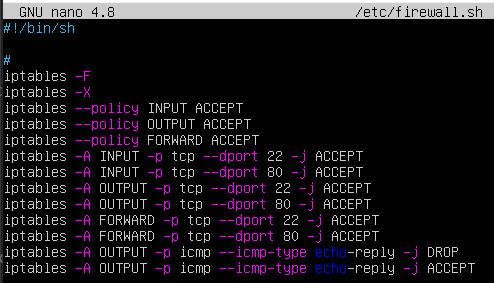 GNU nano 4.8 /etc/firewall.sh
#!/bin/sh
#
iptables -F
iptables -X
iptables --policy INPUT ACCEPT
iptables --policy OUTPUT ACCEPT
iptables --policy FORWARD ACCEPT
iptables -A INPUT -p tcp --dport 22 -j ACCEPT
iptables -A INPUT -p tcp --dport 80 -j ACCEPT
iptables -A OUTPUT -p tcp --dport 22 -j ACCEPT
iptables -A OUTPUT -p tcp --dport 80 -j ACCEPT
iptables -A FORWARD -p tcp --dport 22 -j ACCEPT
iptables -A FORWARD -p tcp --dport 80 -j ACCEPT
iptables -A OUTPUT -p icmp --icmp-type echo-reply -j DROP
iptables -A OUTPUT -p icmp --icmp-type echo-reply -j ACCEPT